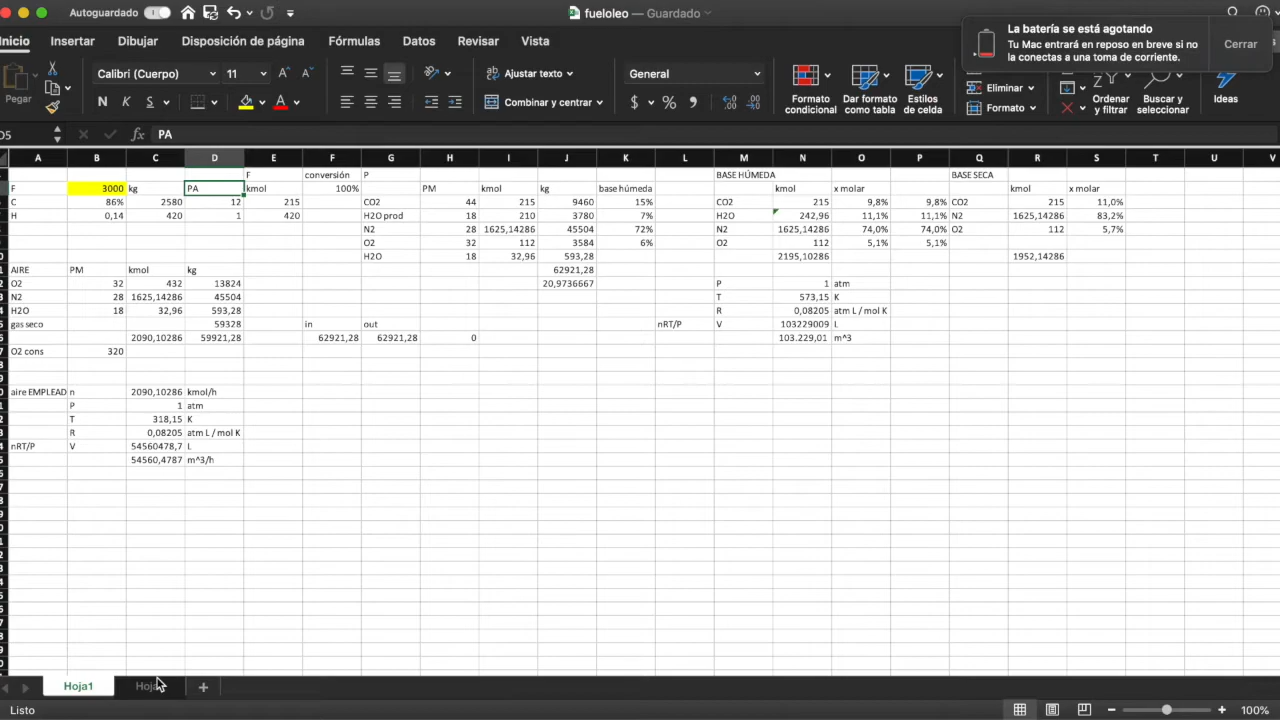 Autoguardado
fueloleo — Guardado
La batería se está agotando
Tu Mac entrará en reposo en breve si no
la conectas a una toma de corriente.
Cerrar
Inicio Insertar Dibujar Disposición de página Fórmulas Datos Revisar Vista
Pegar
Calibri (Cuerpo) 11
Ajustar texto
General
N K S
Combinar y centrar
Formato condicional
Dar formato como tabla
Estilos de celda
Eliminar
Formato
Ordenar y filtrar
Buscar y seleccionar
Ideas
D5 fx PA
A B C D E F G H I J K L M N O P Q R S T U V
F conversión P BASE HÚMEDA BASE SECA
F 3000 kg PA kmol 100% PM kmol kg base húmeda kmol x molar kmol x molar
C 86% 2580 12 215 CO2 44 215 9460 15% CO2 215 9,8% 9,8% CO2 215 11,0%
H 0,14 420 1 420 H2O prod 18 210 3780 7% H2O 242,96 11,1% 11,1% N2 1625,14286 83,2%
N2 28 1625,14286 45504 72% N2 1625,14286 74,0% 74,0% O2 112 5,7%
O2 32 112 3584 6% O2 112 5,1% 5,1%
H2O 18 32,96 593,28 2195,10286 1952,14286
AIRE PM kmol kg 62921,28
O2 32 432 13824 20,9736667 P 1 atm
N2 28 1625,14286 45504 T 573,15 K
H2O 18 32,96 593,28 R 0,08205 atm L / mol K
gas seco 59328 in out nRT/P V 103229009 L
2090,10286 59921,28 62921,28 62921,28 0 103.229,01 m^3
O2 cons 320
aire EMPLEAD n 2090,10286 kmol/h
P 1 atm
T 318,15 K
R 0,08205 atm L / mol K
nRT/P V 54560478,7 L
54560,4787 m^3/h
Hoja1
Listo
100%